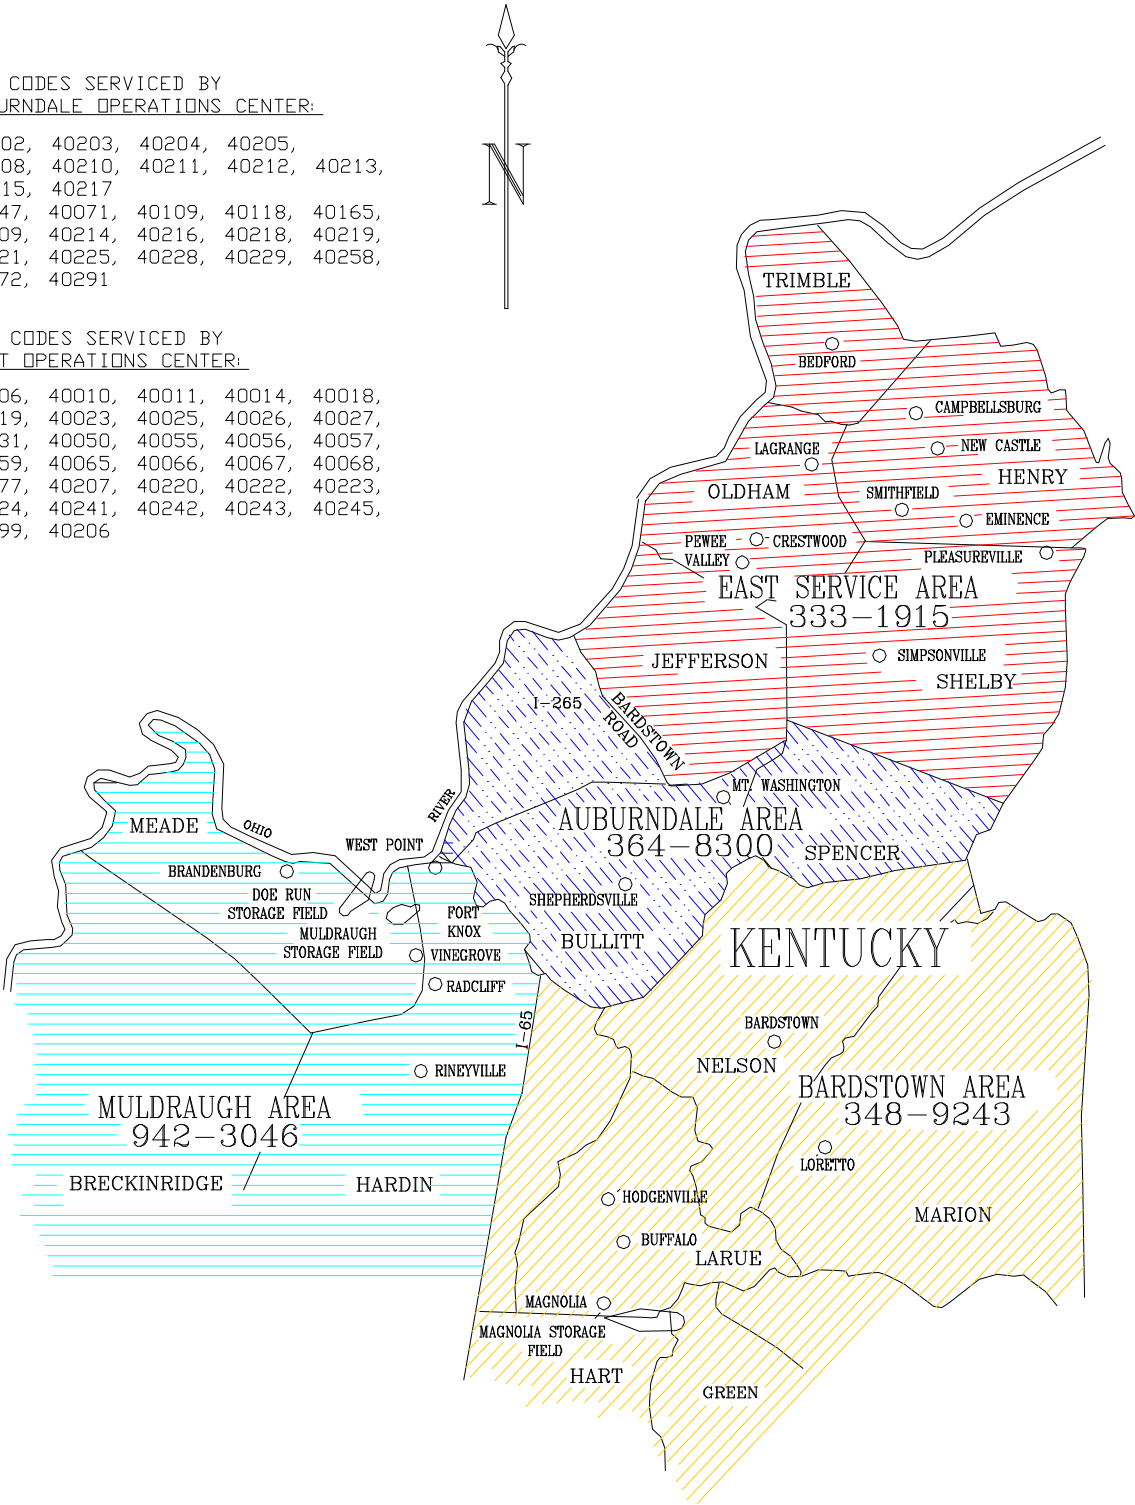 CODES SERVICED BY
URNDALE OPERATIONS CENTER:
02, 40203, 40204, 40205,
08, 40210, 40211, 40212, 40213,
15, 40217
47, 40071, 40109, 40118, 40165,
09, 40214, 40216, 40218, 40219,
21, 40225, 40228, 40229, 40258,
72, 40291
CODES SERVICED BY
T OPERATIONS CENTER:
06, 40010, 40011, 40014, 40018,
19, 40023, 40025, 40026, 40027,
31, 40050, 40055, 40056, 40057,
59, 40065, 40066, 40067, 40068,
77, 40207, 40220, 40222, 40223,
24, 40241, 40242, 40243, 40245,
99, 40206
N
TRIMBLE
BEDFORD
CAMPBELLSBURG
LAGRANGE
NEW CASTLE
HENRY
OLDHAM
SMITHFIELD
EMINENCE
PEWEE
VALLEY
CRESTWOOD
PLEASUREVILLE
EAST SERVICE AREA
333-1915
JEFFERSON
SIMPSONVILLE
SHELBY
I-265
BARDSTOWN
ROAD
MT. WASHINGTON
AUBURNDALE AREA
364-8300
SPENCER
MEADE
OHIO
RIVER
WEST POINT
BRANDENBURG
DOE RUN
STORAGE FIELD
SHEPHERDSVILLE
FORT
KNOX
MULDRAUGH
STORAGE FIELD
BULLITT
KENTUCKY
VINEGROVE
RADCLIFF
I-65
BARDSTOWN
NELSON
RINEYVILLE
BARDSTOWN AREA
348-9243
MULDRAUGH AREA
942-3046
LORETTO
BRECKINRIDGE
HARDIN
HODGENVILLE
MARION
BUFFALO
LARUE
MAGNOLIA
MAGNOLIA STORAGE
FIELD
HART
GREEN